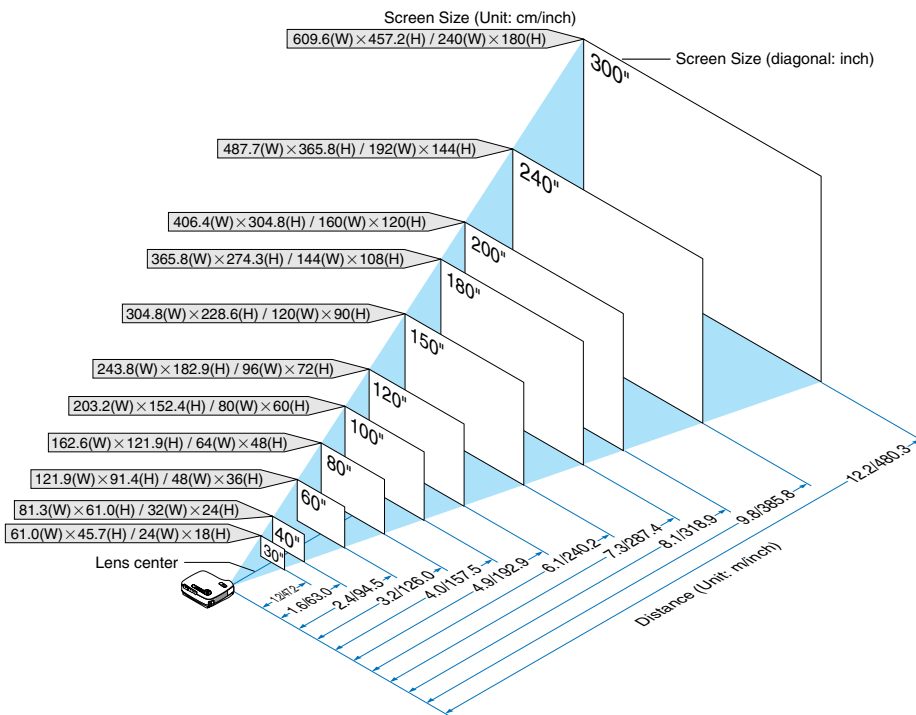 Screen Size (Unit: cm/inch)
609.6(W)×457.2(H) / 240(W)×180(H)
Screen Size (diagonal: inch)
300"
487.7(W)×365.8(H) / 192(W)×144(H)
240"
406.4(W)×304.8(H) / 160(W)×120(H)
200"
365.8(W)×274.3(H) / 144(W)×108(H)
180"
304.8(W)×228.6(H) / 120(W)×90(H)
150"
243.8(W)×182.9(H) / 96(W)×72(H)
120"
203.2(W)×152.4(H) / 80(W)×60(H)
100"
162.6(W)×121.9(H) / 64(W)×48(H)
80"
121.9(W)×91.4(H) / 48(W)×36(H)
60"
81.3(W)×61.0(H) / 32(W)×24(H)
40"
61.0(W)×45.7(H) / 24(W)×18(H)
30"
Lens center
1.2/47.2
1.6/63.0
2.4/94.5
3.2/126.0
4.0/157.5
4.9/192.9
6.1/240.2
7.3/287.4
8.1/318.9
9.8/385.8
12.2/480.3
Distance (Unit: m/inch)